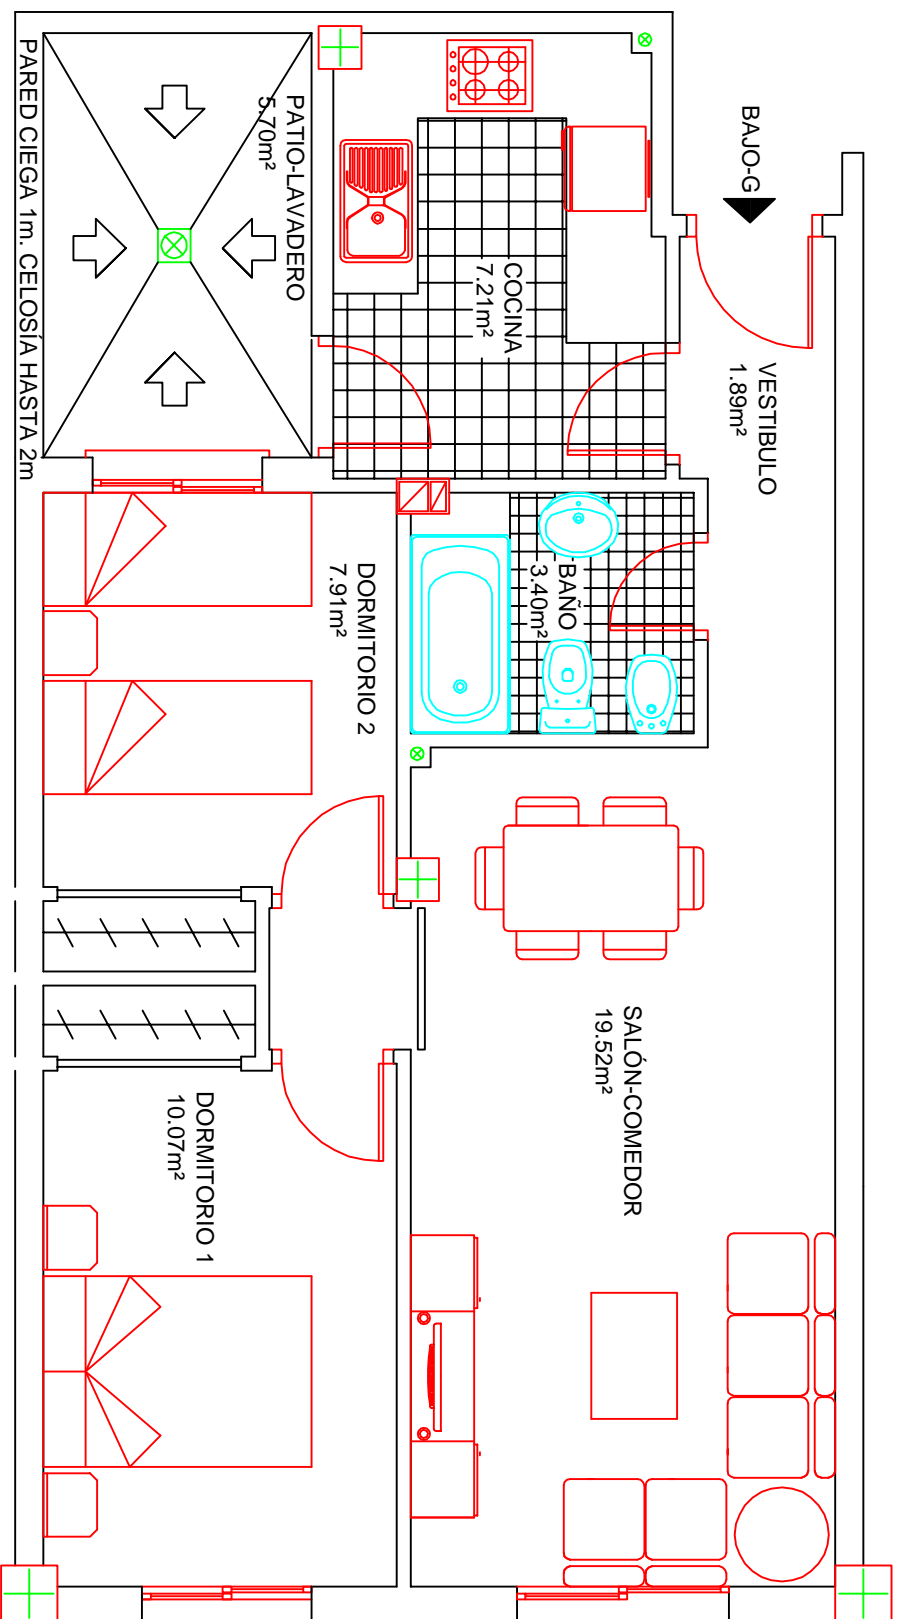 BAJO-G
VESTIBULO
1.89m²
COCINA
7.21m²
PATIO-LAVADERO
5.70m²
PARED CIEGA 1m. CELOSÍA HASTA 2m
BAÑO
3.40m²
DORMITORIO 2
7.91m²
SALÓN-COMEDOR
19.52m²
DORMITORIO 1
10.07m²